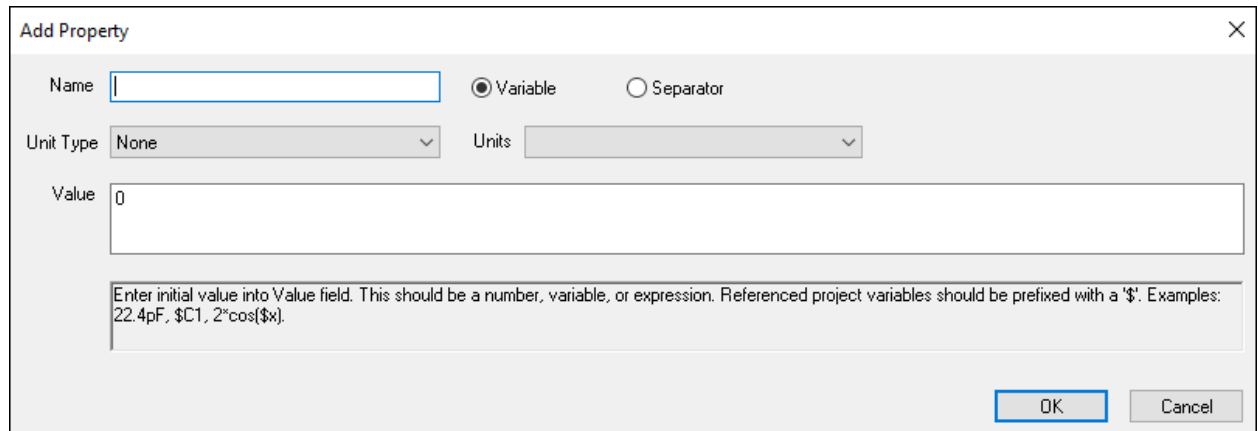 Add Property
Name Variable Separator
Unit Type None Units
Value 0
Enter initial value into Value field. This should be a number, variable, or expression. Referenced project variables should be prefixed with a '$'. Examples:
22.4pF, $C1, 2*cos($x).
OK Cancel